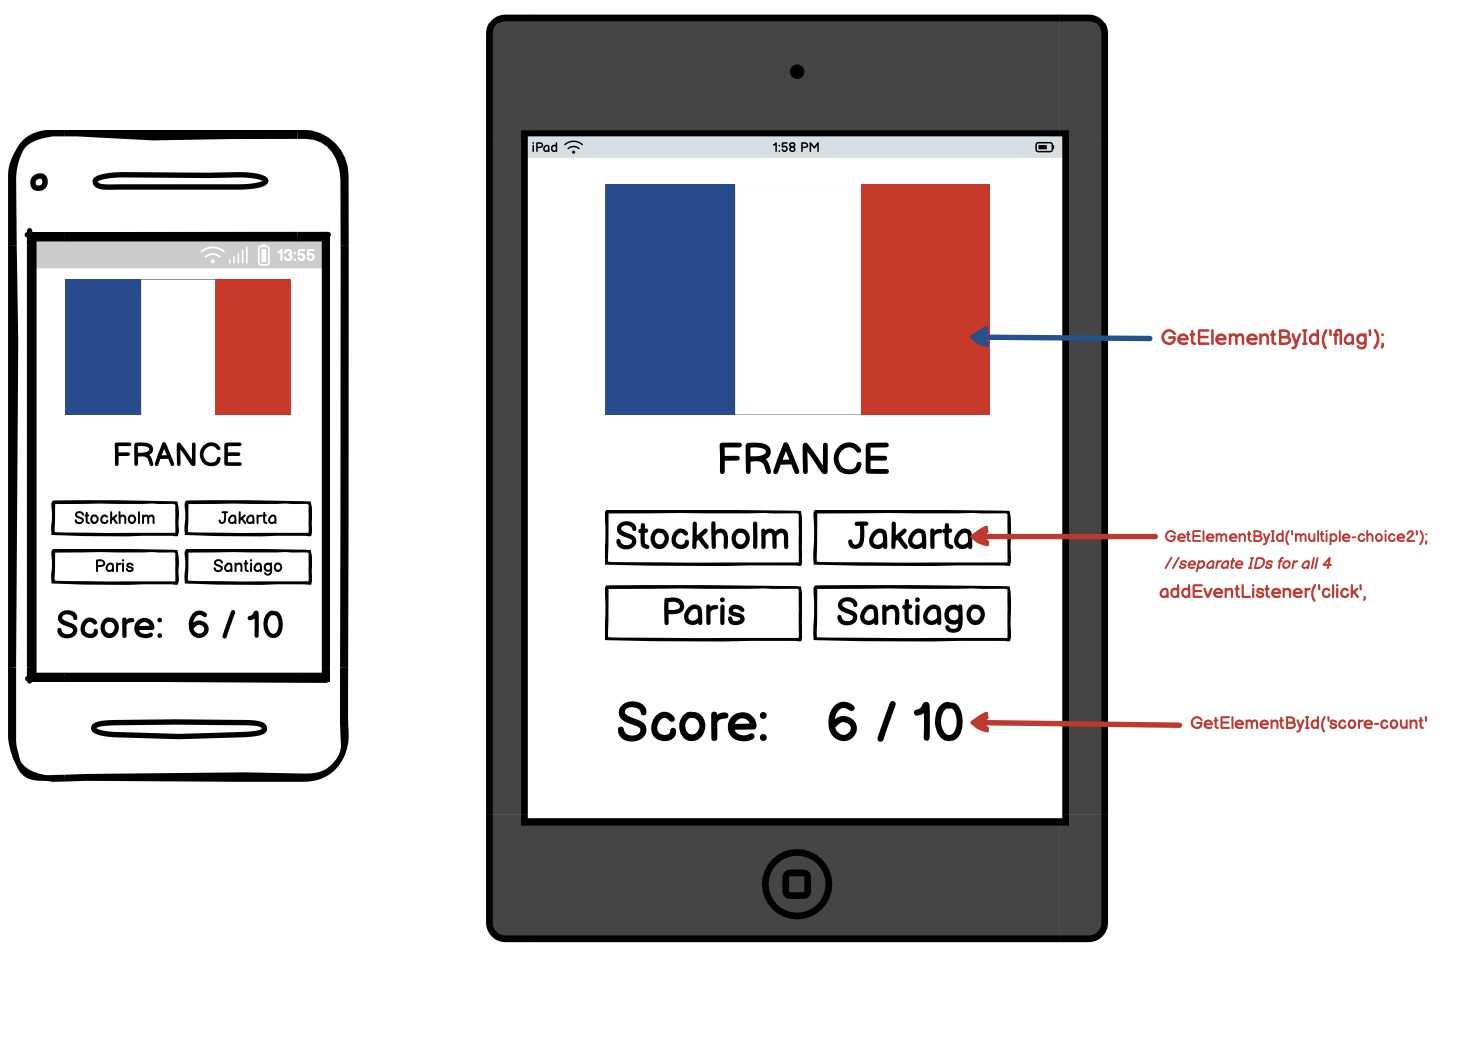 13:55
FRANCE
Stockholm Jakarta
Paris Santiago
Score: 6 / 10
iPad 1:58 PM
FRANCE
Stockholm Jakarta
Paris Santiago
Score: 6 / 10
GetElementById('flag');
GetElementById('multiple-choice2');
//separate IDs for all 4
addEventListener('click',
GetElementById('score-count'